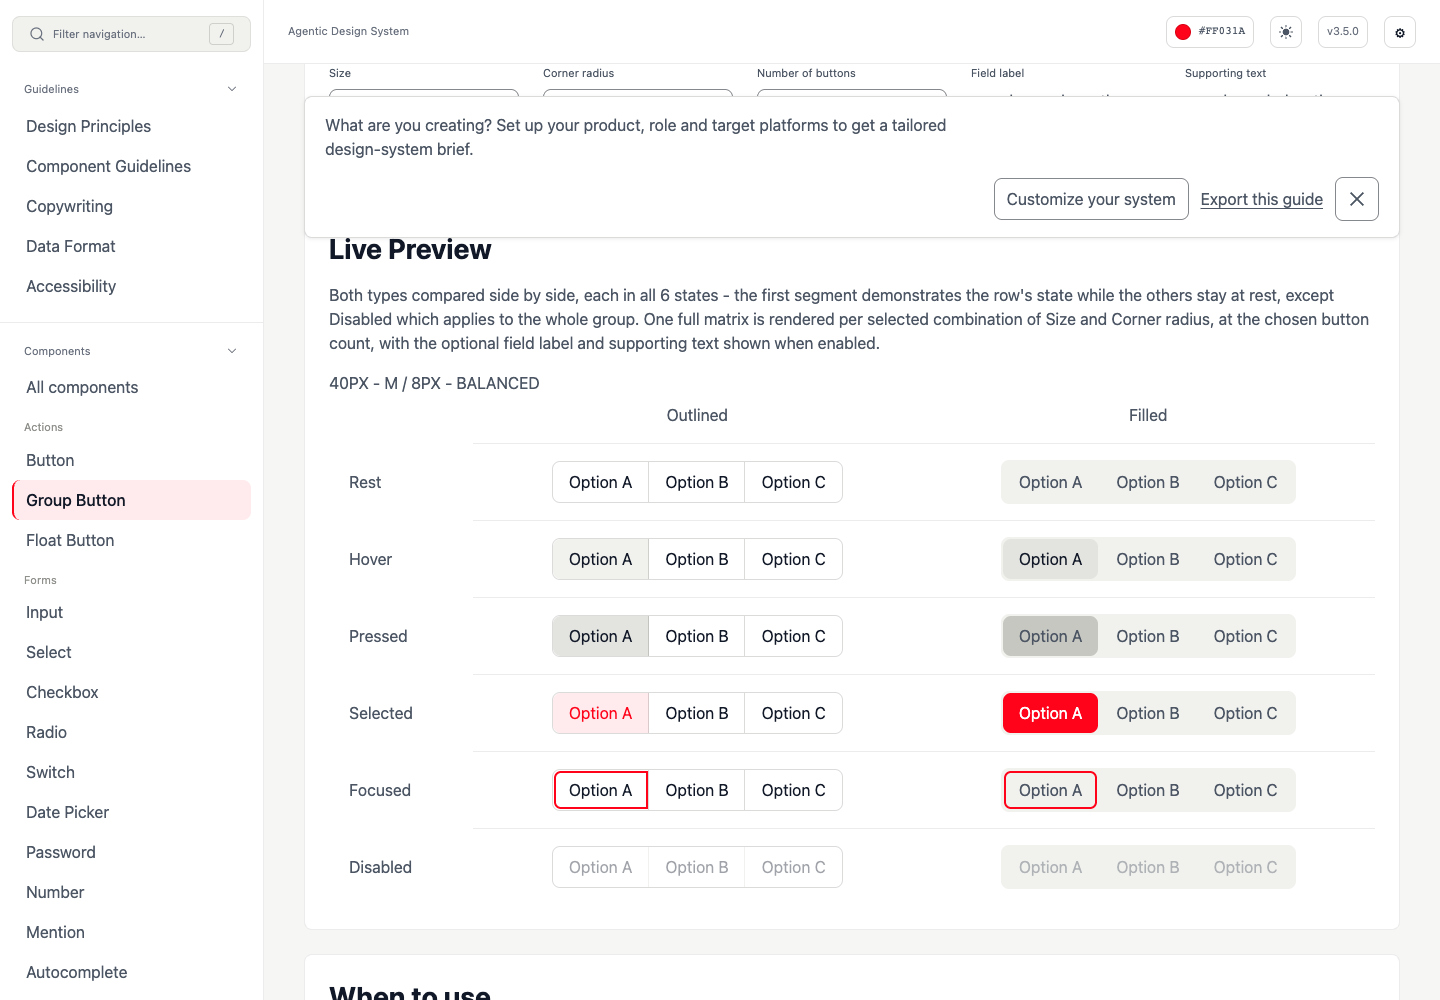 Filter navigation...
/
Guidelines
Design Principles
Component Guidelines
Copywriting
Data Format
Accessibility
Components
All components
Actions
Button
Group Button
Float Button
Forms
Input
Select
Checkbox
Radio
Switch
Date Picker
Password
Number
Mention
Autocomplete
Agentic Design System
#FF031A
v3.5.0
Size
Corner radius
Number of buttons
Field label
Supporting text
What are you creating? Set up your product, role and target platforms to get a tailored
design-system brief.
Customize your system
Export this guide
Live Preview
Both types compared side by side, each in all 6 states - the first segment demonstrates the row's state while the others stay at rest, except
Disabled which applies to the whole group. One full matrix is rendered per selected combination of Size and Corner radius, at the chosen button
count, with the optional field label and supporting text shown when enabled.
40PX - M / 8PX - BALANCED
Outlined Filled
Rest Option A Option B Option C Option A Option B Option C
Hover Option A Option B Option C Option A Option B Option C
Pressed Option A Option B Option C Option A Option B Option C
Selected Option A Option B Option C Option A Option B Option C
Focused Option A Option B Option C Option A Option B Option C
Disabled Option A Option B Option C Option A Option B Option C
When to use